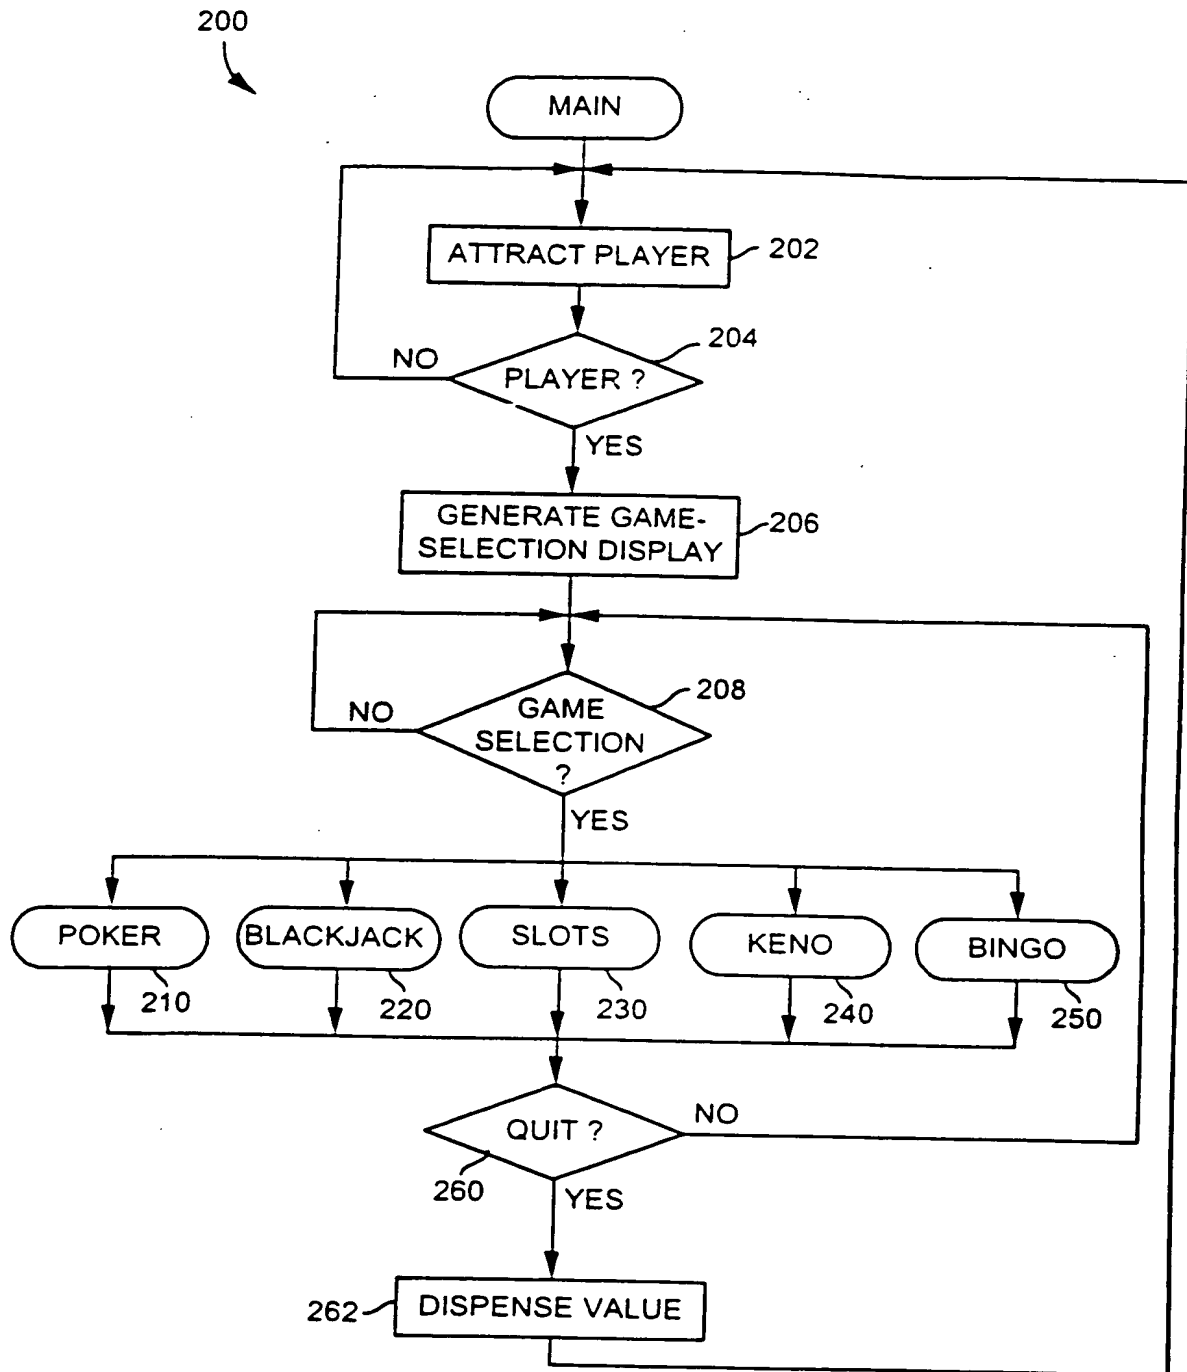 200
MAIN
ATTRACT PLAYER
202
204
NO
PLAYER ?
YES
GENERATE GAME-
SELECTION DISPLAY
206
208
NO
GAME
SELECTION
?
YES
POKER
BLACKJACK
SLOTS
KENO
BINGO
210
220
230
240
250
QUIT ?
NO
260
YES
262
DISPENSE VALUE